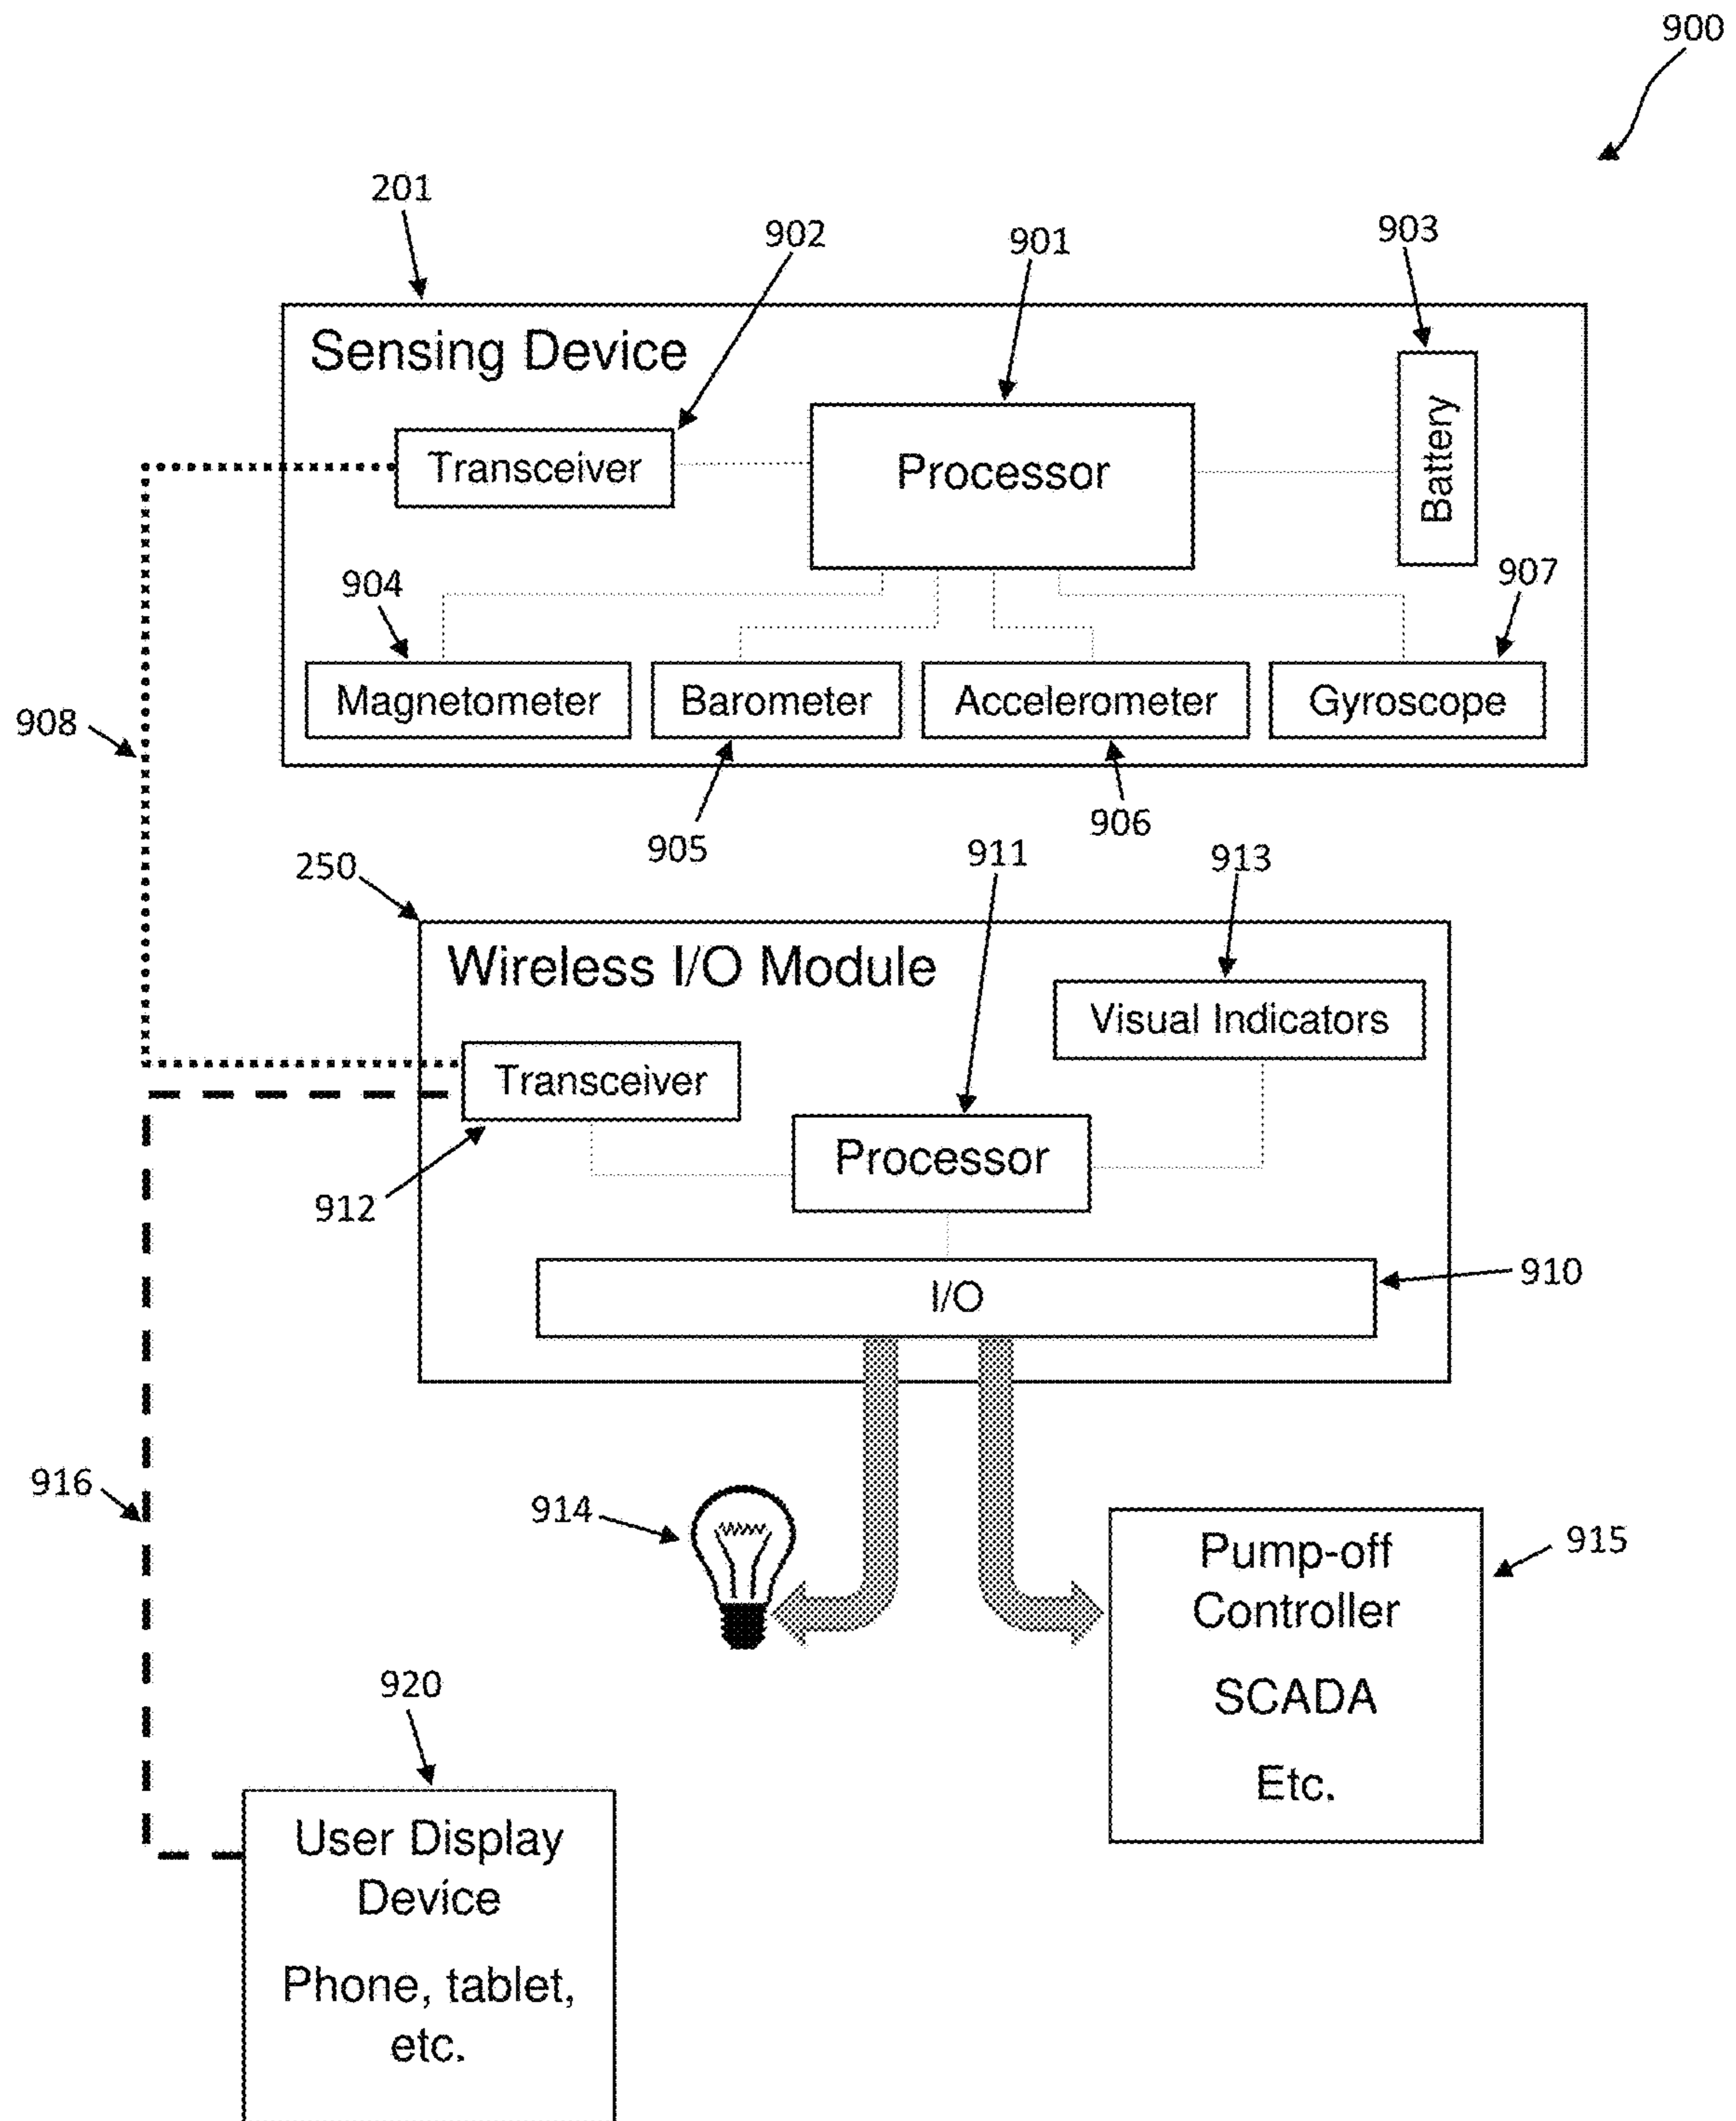 900
201
902
901
903
Sensing Device
Transceiver
Processor
Battery
904
907
Magnetometer
Barometer
Accelerometer
Gyroscope
908
905
906
250
911
913
Wireless I/O Module
Visual Indicators
Transceiver
Processor
912
I/O
910
916
914
Pump-off
Controller
SCADA
Etc.
915
920
User Display
Device
Phone, tablet,
etc.